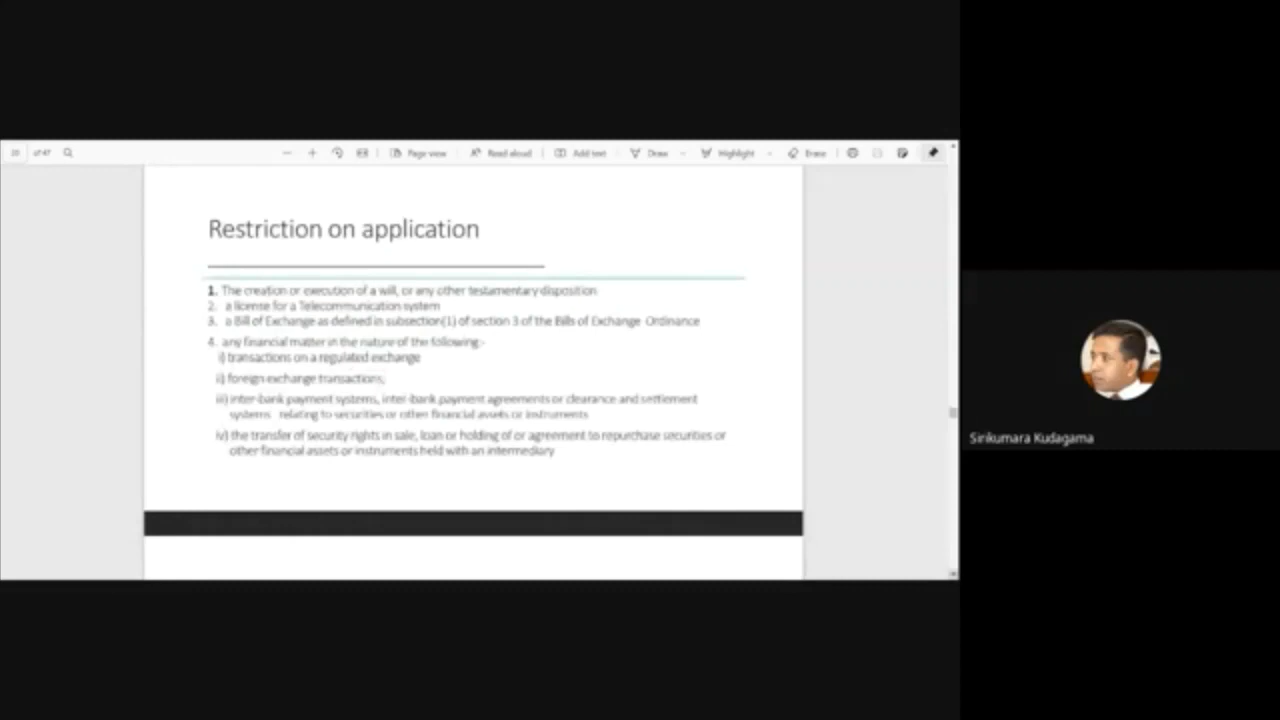 of 47
Page view
Read aloud
Add text
Draw
Highlight
Erase
Restriction on application
1. The creation or execution of a will, or any other testamentary disposition
2. a license for a Telecommunication system
3. a Bill of Exchange as defined in subsection(1) of section 3 of the Bills of Exchange Ordinance
4. any financial matter in the nature of the following:-
i) transactions on a regulated exchange
ii) foreign exchange transactions;
iii) inter-bank payment systems, inter-bank payment agreements or clearance and settlement
systems relating to securities or other financial assets or instruments
iv) the transfer of security rights in sale, loan or holding of or agreement to repurchase securities or
other financial assets or instruments held with an intermediary
Sirikumara Kudagama